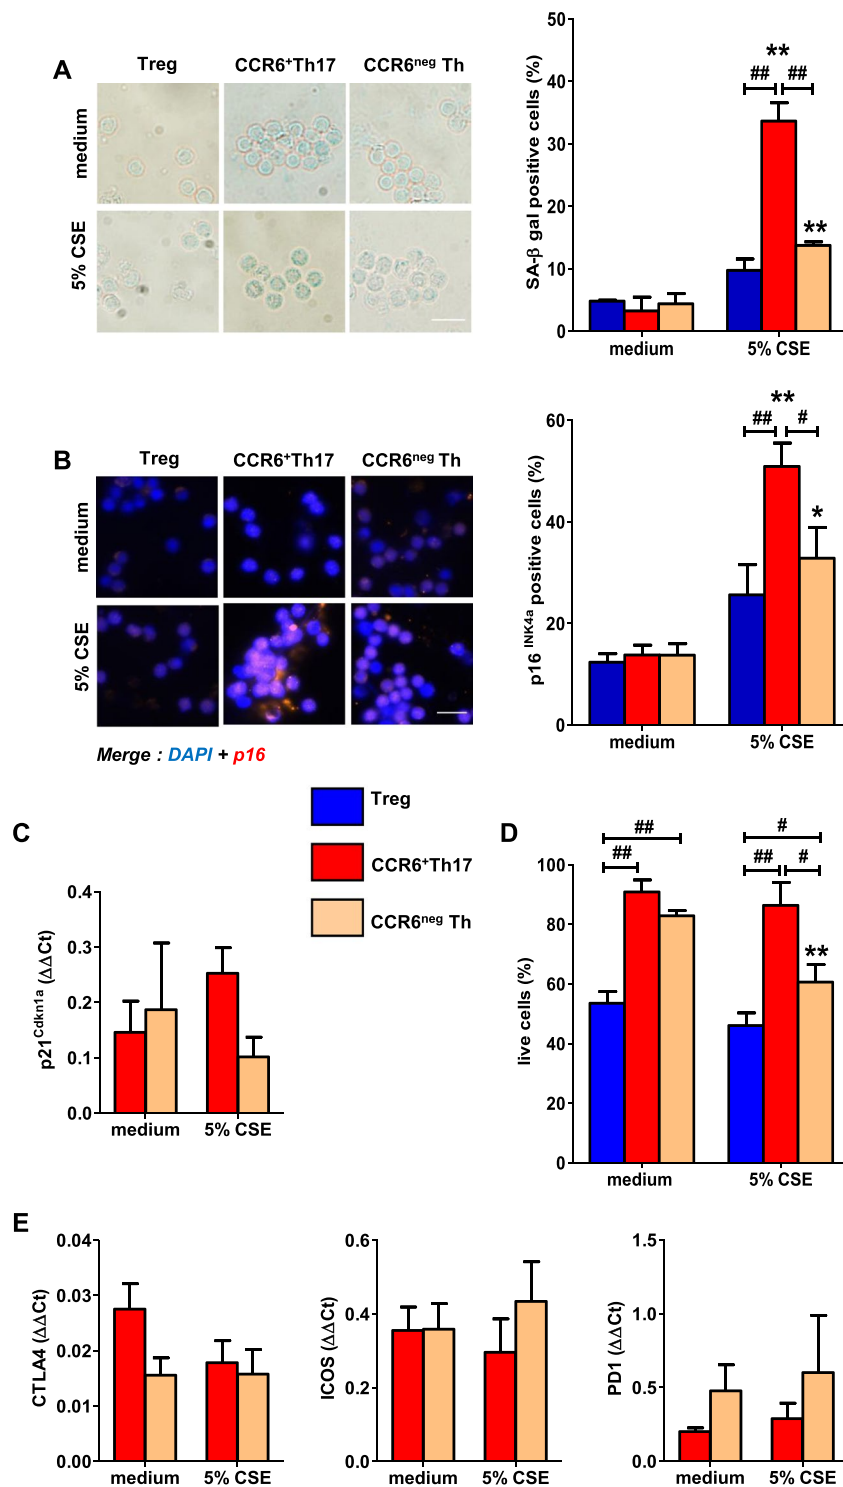 A
Treg
CCR6+Th17
CCR6neg Th
medium
5% CSE
SA-β gal positive cells (%)
50
40
30
20
10
0
**
## ##
**
medium
5% CSE
B
Treg
CCR6+Th17
CCR6neg Th
medium
5% CSE
Merge : DAPI + p16
p16 INK4a positive cells (%)
60
40
20
0
**
## #
*
medium
5% CSE
Treg
CCR6+Th17
CCR6neg Th
C
p21Cdkn1a (ΔΔCt)
0.4
0.3
0.2
0.1
0.0
medium
5% CSE
D
live cells (%)
100
80
60
40
20
0
##
##
#
## #
**
medium
5% CSE
E
CTLA4 (ΔΔCt)
0.04
0.03
0.02
0.01
0.00
medium
5% CSE
ICOS (ΔΔCt)
0.6
0.4
0.2
0.0
medium
5% CSE
PD1 (ΔΔCt)
1.5
1.0
0.5
0.0
medium
5% CSE